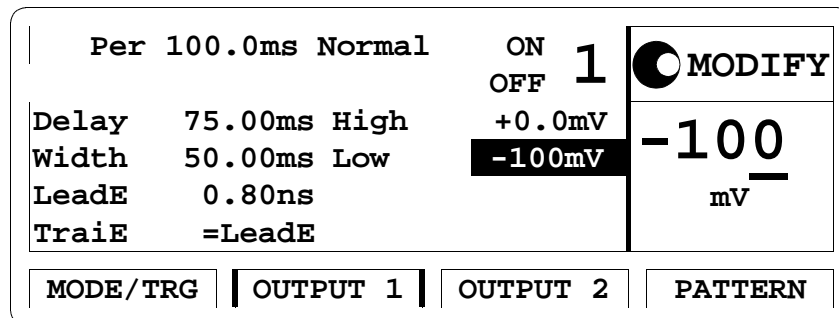 Per 100.0ms Normal ON 1 MODIFY
OFF
Delay 75.00ms High +0.0mV -100
Width 50.00ms Low -100mV
LeadE 0.80ns mV
TraiE =LeadE
MODE/TRG OUTPUT 1 OUTPUT 2 PATTERN